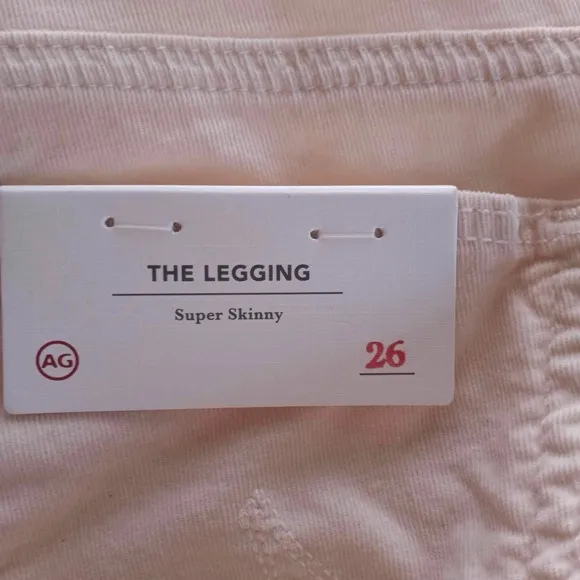 THE LEGGING
Super Skinny
AG
26